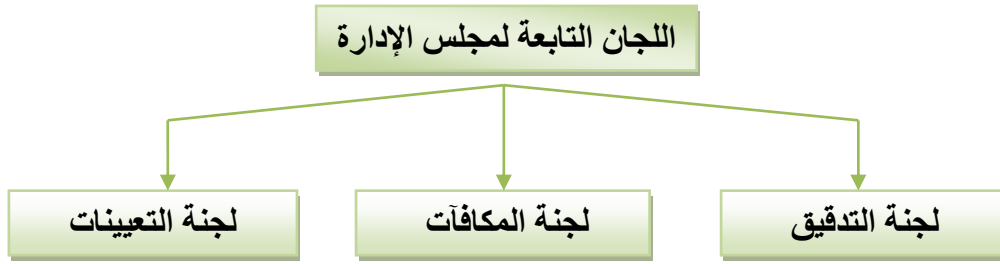 اللجان التابعة لمجلس الإدارة
لجنة التدقيق
لجنة المكافآت
لجنة التعيينات